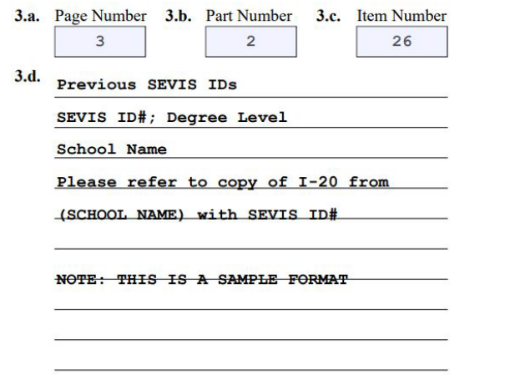 3.a. Page Number 3.b. Part Number 3.c. Item Number
3 2 26
3.d. Previous SEVIS IDs
SEVIS ID#; Degree Level
School Name
Please refer to copy of I-20 from
(SCHOOL NAME) with SEVIS ID#
NOTE: THIS IS A SAMPLE FORMAT